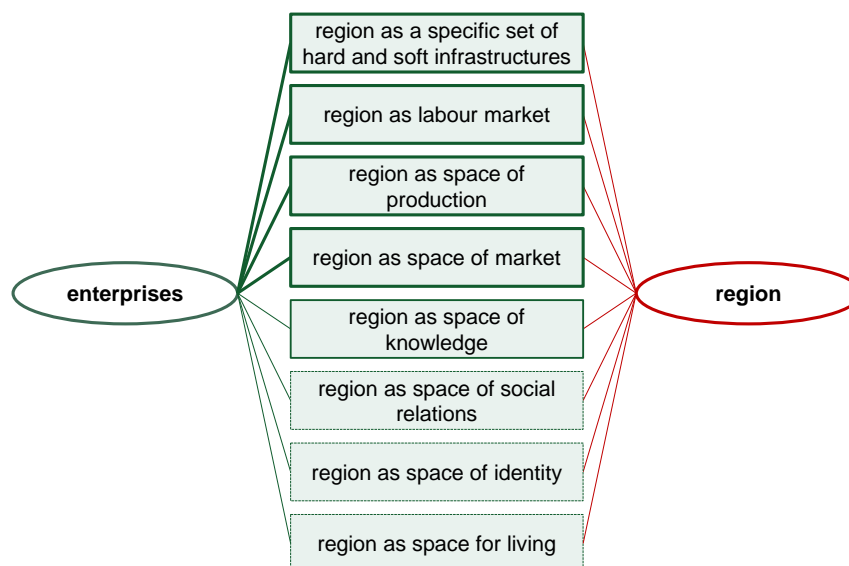 region as a specific set of
hard and soft infrastructures
region as labour market
region as space of
production
region as space of market
enterprises
region
region as space of
knowledge
region as space of social
relations
region as space of identity
region as space for living